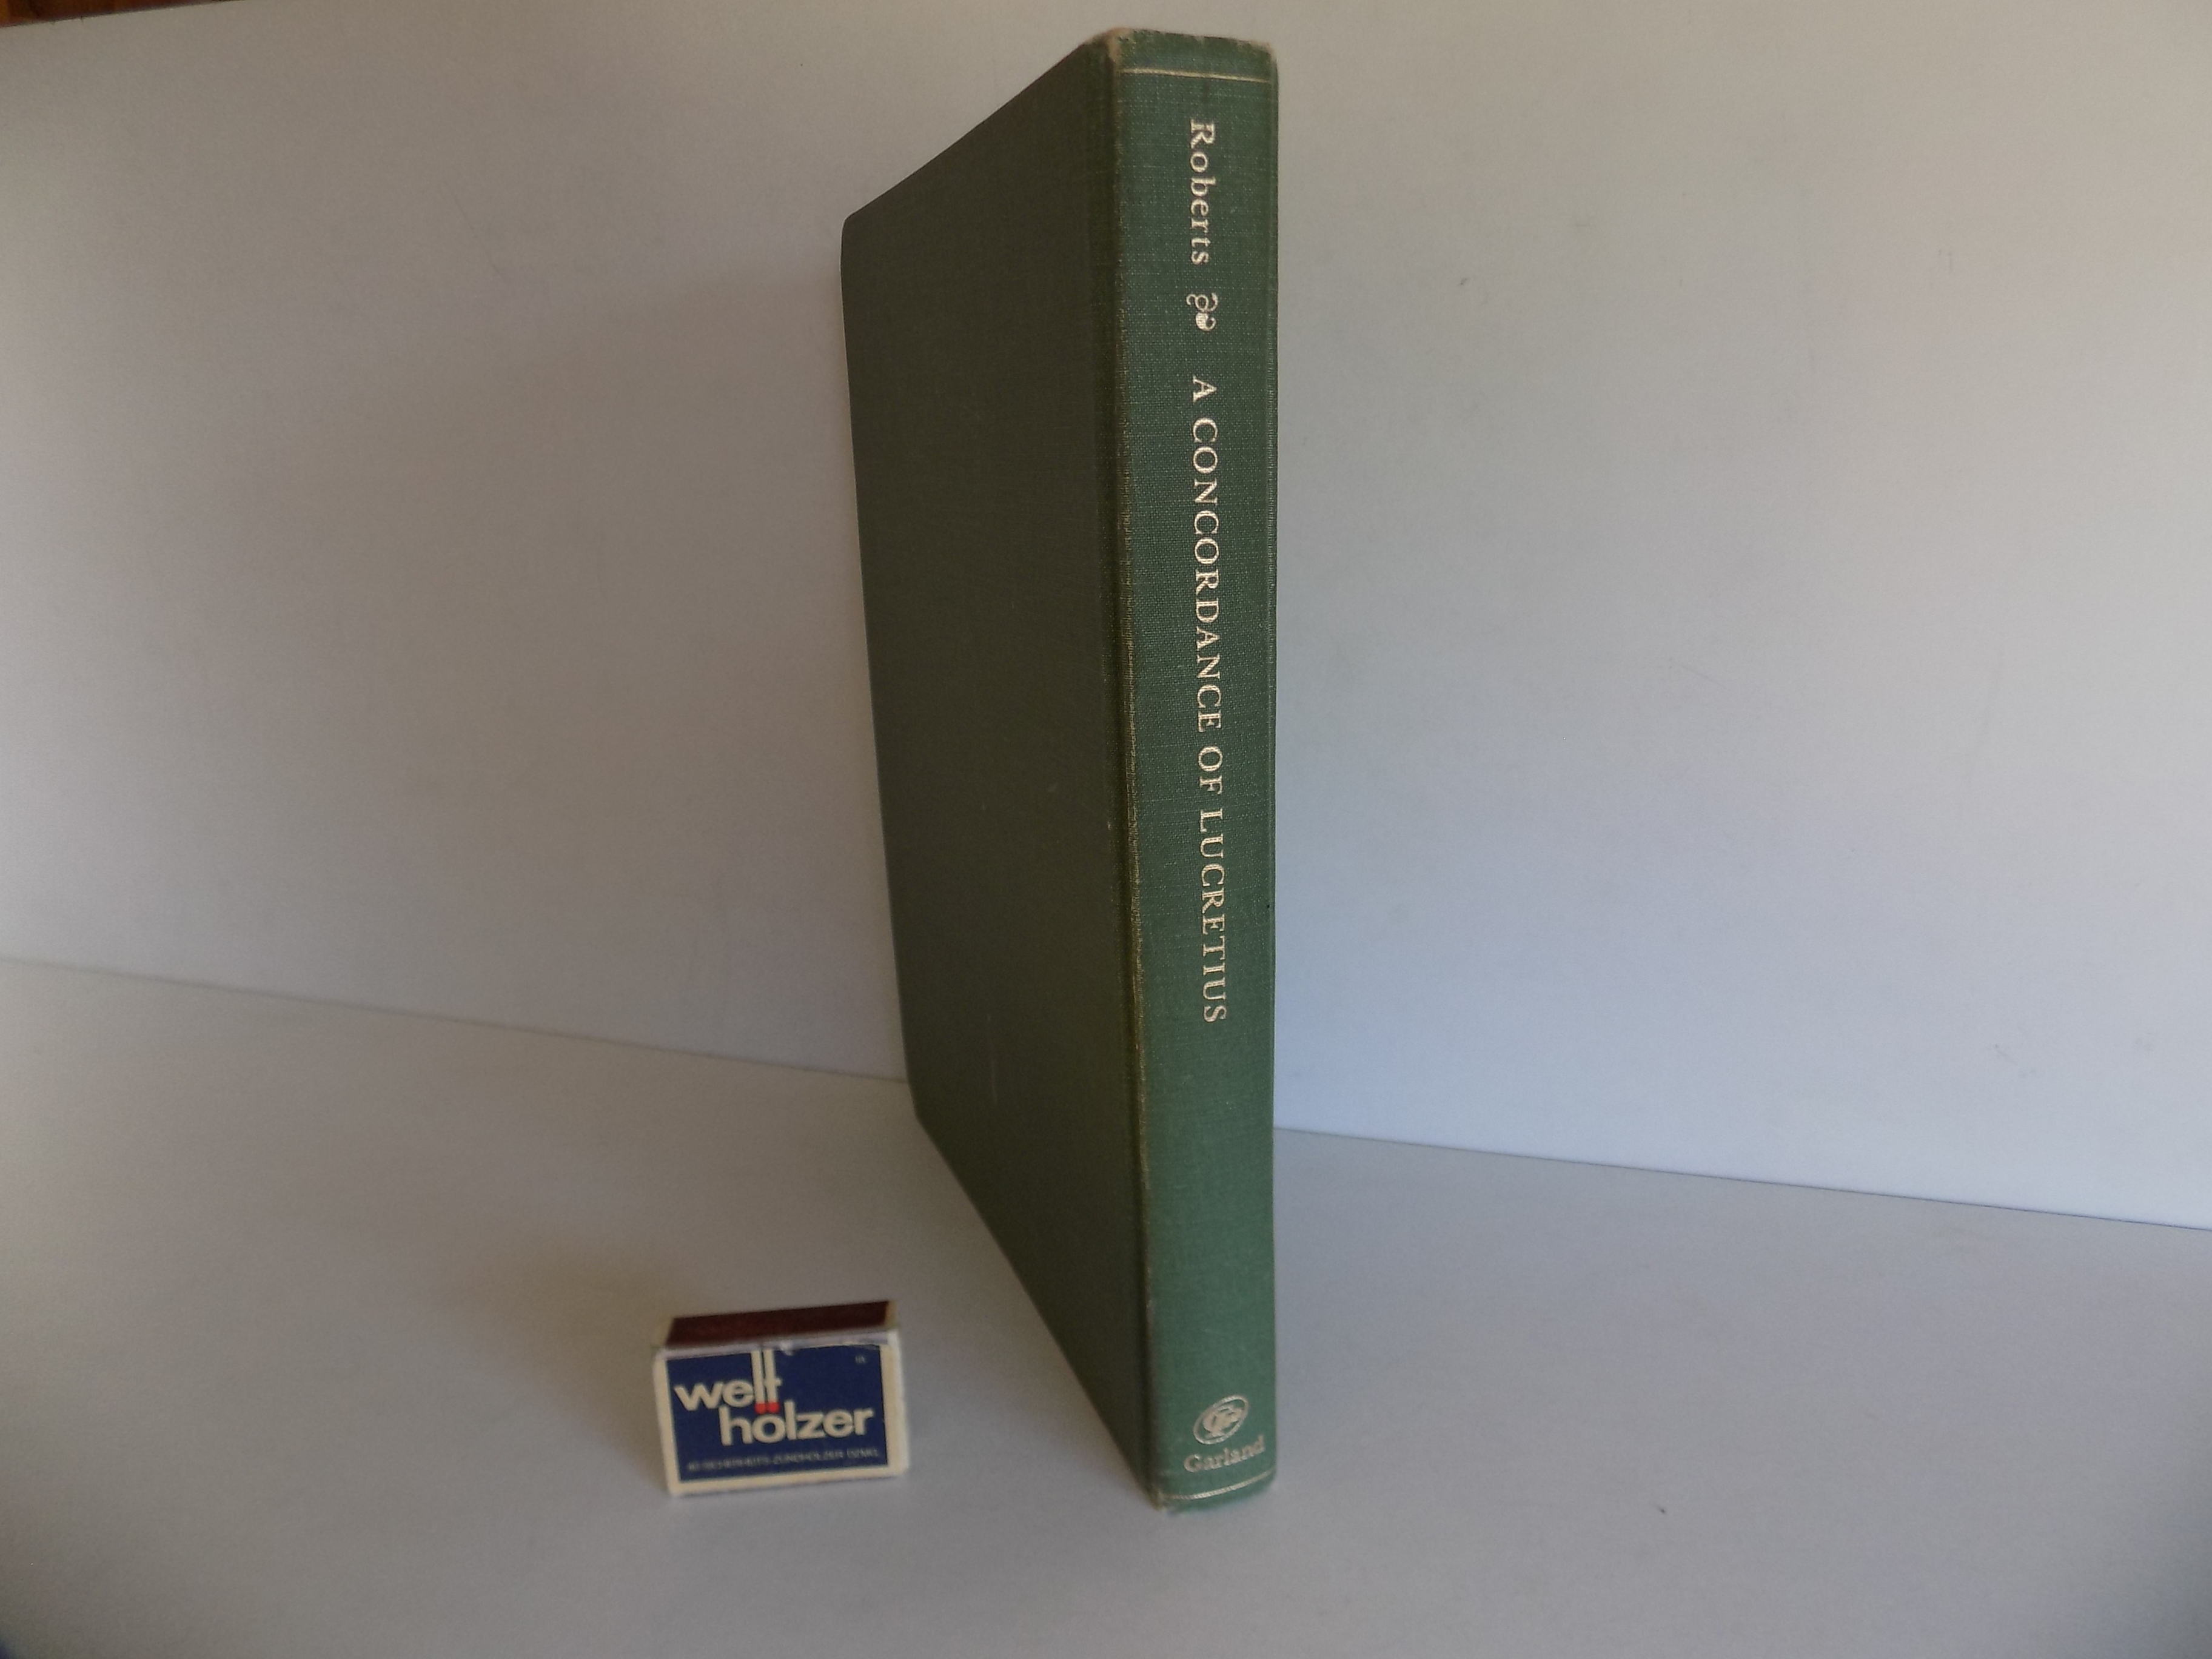 Roberts A CONCORDANCE OF LUCRETIUS
Garland
welt
hölzer